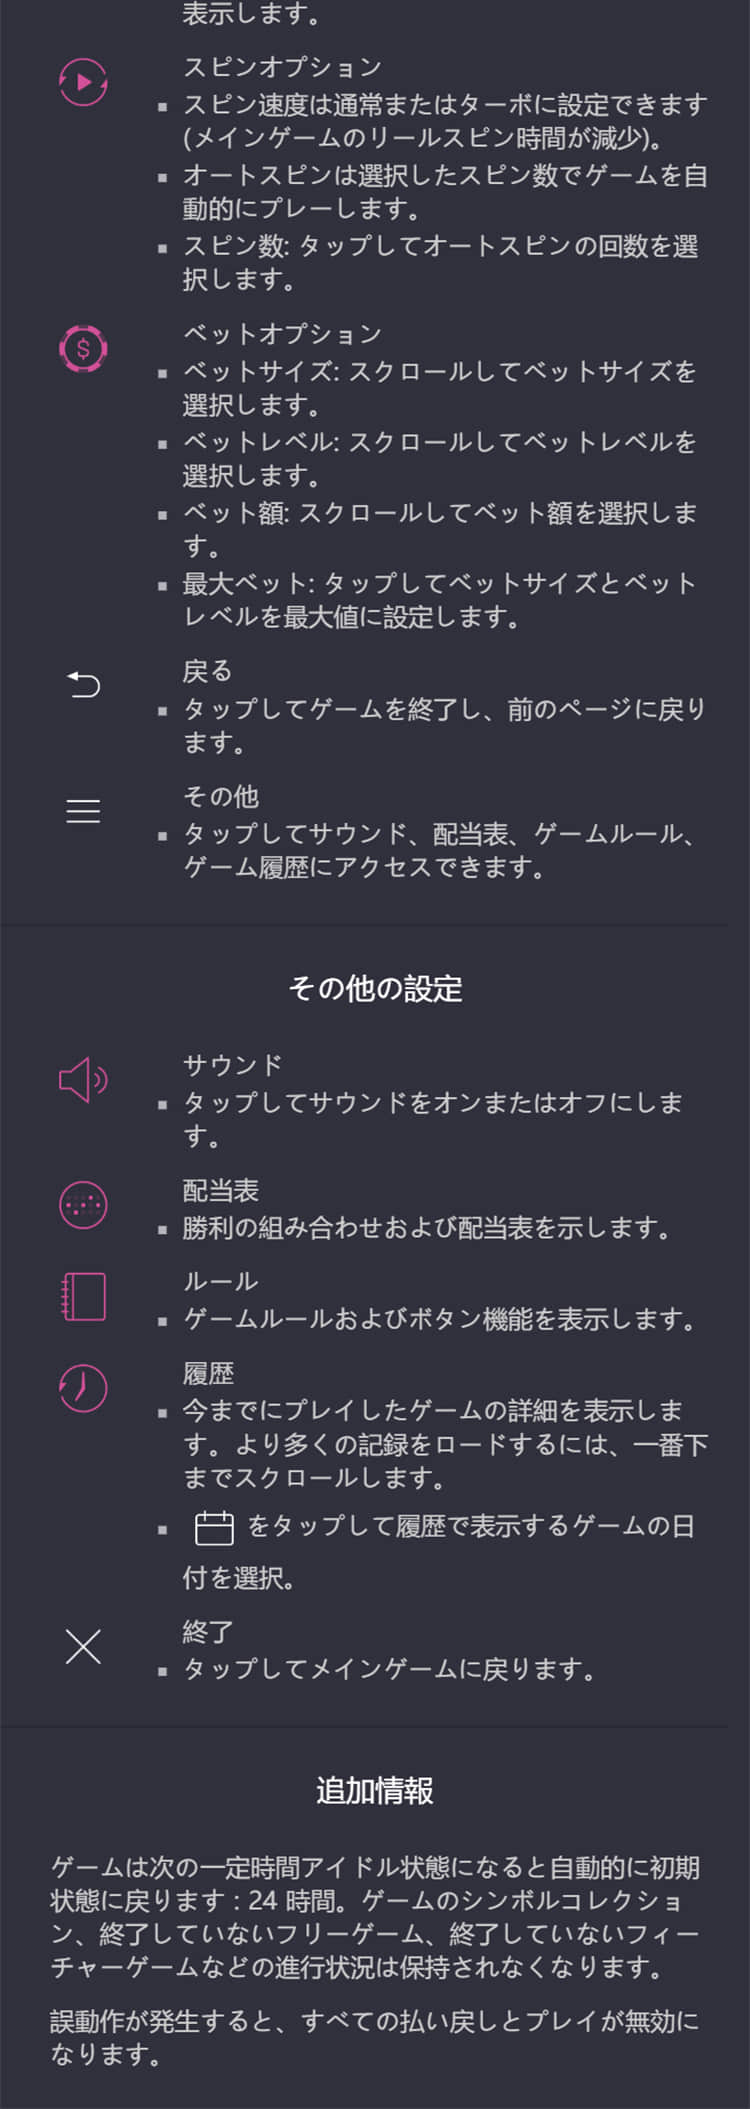 表示します。
スピンオプション
▪ スピン速度は通常またはターボに設定できます
(メインゲームのリールスピン時間が減少)。
▪ オートスピンは選択したスピン数でゲームを自
動的にプレーします。
▪ スピン数: タップしてオートスピンの回数を選
択します。
$
ベットオプション
▪ ベットサイズ: スクロールしてベットサイズを
選択します。
▪ ベットレベル: スクロールしてベットレベルを
選択します。
▪ ベット額: スクロールしてベット額を選択しま
す。
▪ 最大ベット: タップしてベットサイズとベット
レベルを最大値に設定します。
戻る
▪ タップしてゲームを終了し、前のページに戻り
ます。
その他
▪ タップしてサウンド、配当表、ゲームルール、
ゲーム履歴にアクセスできます。
その他の設定
サウンド
▪ タップしてサウンドをオンまたはオフにしま
す。
配当表
▪ 勝利の組み合わせおよび配当表を示します。
ルール
▪ ゲームルールおよびボタン機能を表示します。
履歴
▪ 今までにプレイしたゲームの詳細を表示しま
す。より多くの記録をロードするには、一番下
までスクロールします。
▪ をタップして履歴で表示するゲームの日
付を選択。
終了
▪ タップしてメインゲームに戻ります。
追加情報
ゲームは次の一定時間アイドル状態になると自動的に初期
状態に戻ります : 24 時間。ゲームのシンボルコレクショ
ン、終了していないフリーゲーム、終了していないフィー
チャーゲームなどの進行状況は保持されなくなります。
誤動作が発生すると、すべての払い戻しとプレイが無効に
なります。